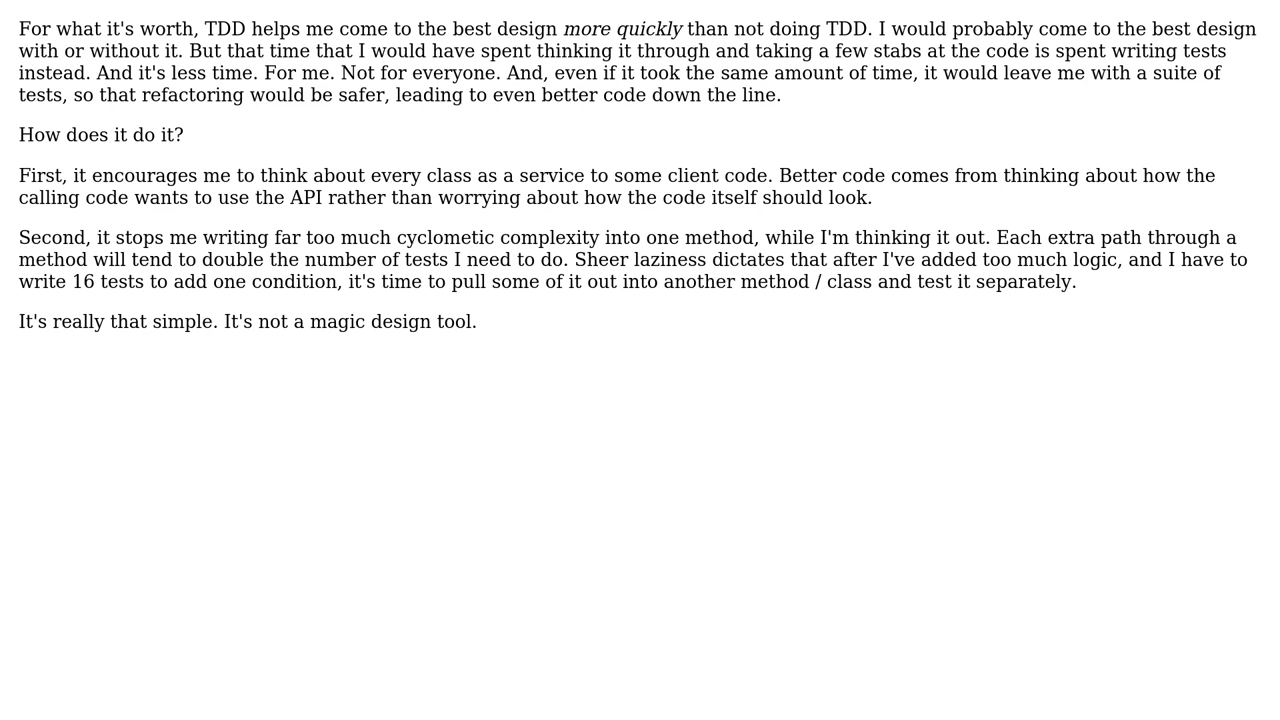 For what it's worth, TDD helps me come to the best design more quickly than not doing TDD. I would probably come to the best design
with or without it. But that time that I would have spent thinking it through and taking a few stabs at the code is spent writing tests
instead. And it's less time. For me. Not for everyone. And, even if it took the same amount of time, it would leave me with a suite of
tests, so that refactoring would be safer, leading to even better code down the line.
How does it do it?
First, it encourages me to think about every class as a service to some client code. Better code comes from thinking about how the
calling code wants to use the API rather than worrying about how the code itself should look.
Second, it stops me writing far too much cyclometic complexity into one method, while I'm thinking it out. Each extra path through a
method will tend to double the number of tests I need to do. Sheer laziness dictates that after I've added too much logic, and I have to
write 16 tests to add one condition, it's time to pull some of it out into another method / class and test it separately.
It's really that simple. It's not a magic design tool.